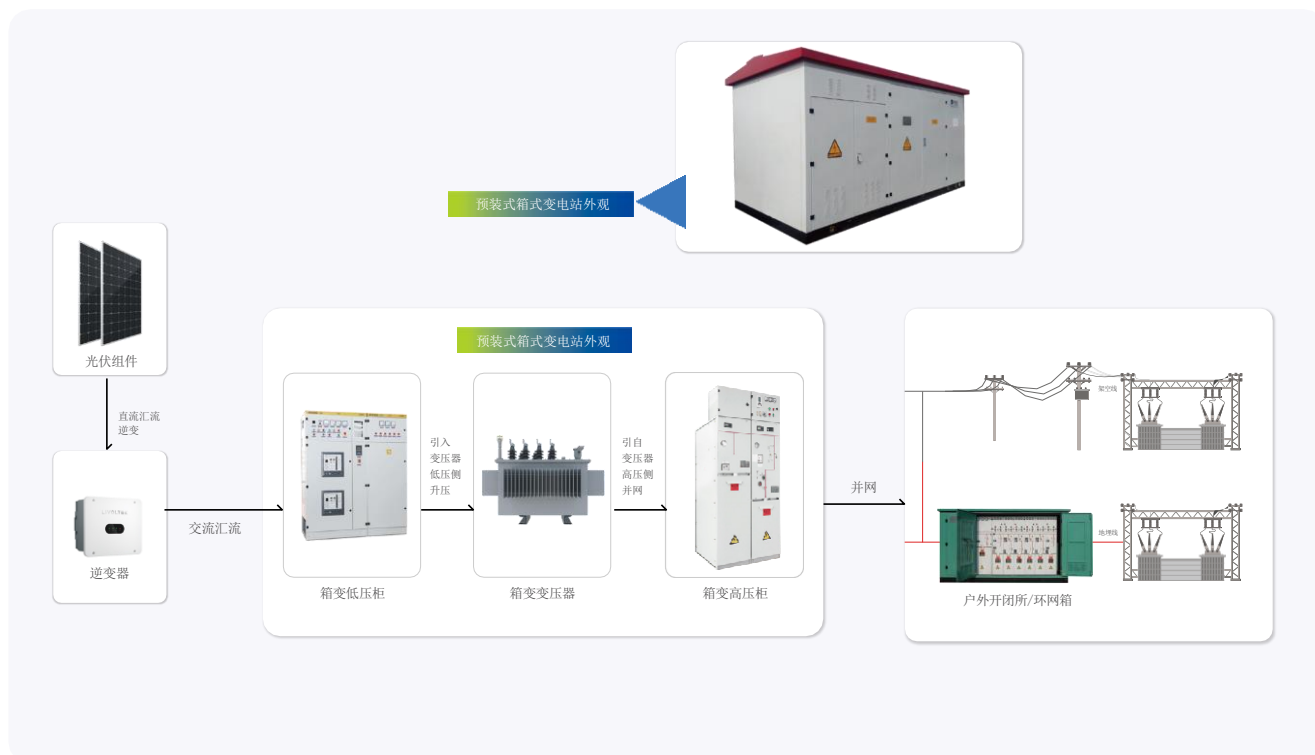 预装式箱式变电站外观
光伏组件
直流汇流
逆变
逆变器
交流汇流
预装式箱式变电站外观
箱变低压柜
引入
变压器
低压侧
升压
箱变变压器
引自
变压器
高压侧
并网
箱变高压柜
并网
架空线
地埋线
户外开闭所/环网箱